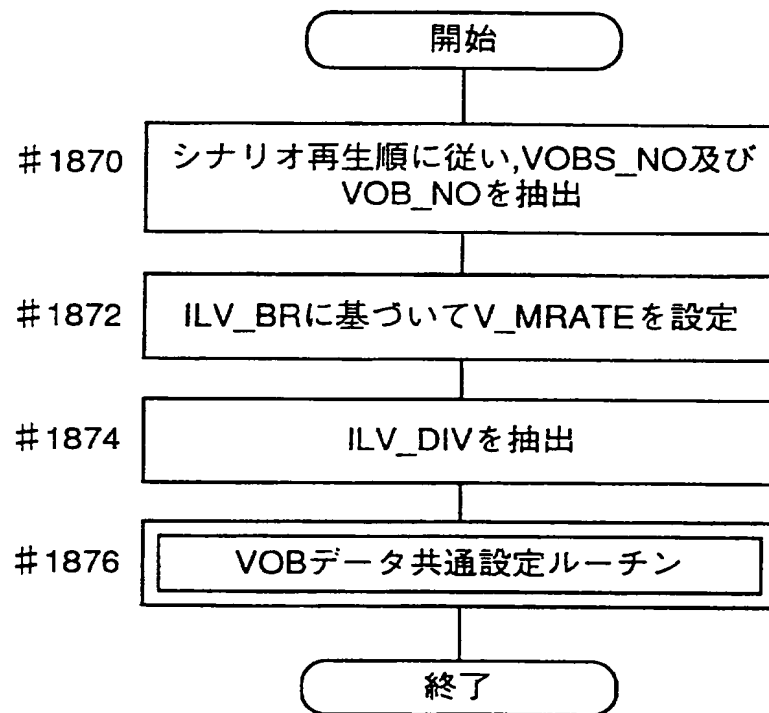 開始
#1870
シナリオ再生順に従い,VOBS_NO及び
VOB_NOを抽出
#1872
ILV_BRに基づいてV_MRATEを設定
#1874
ILV_DIVを抽出
#1876
VOBデータ共通設定ルーチン
終了